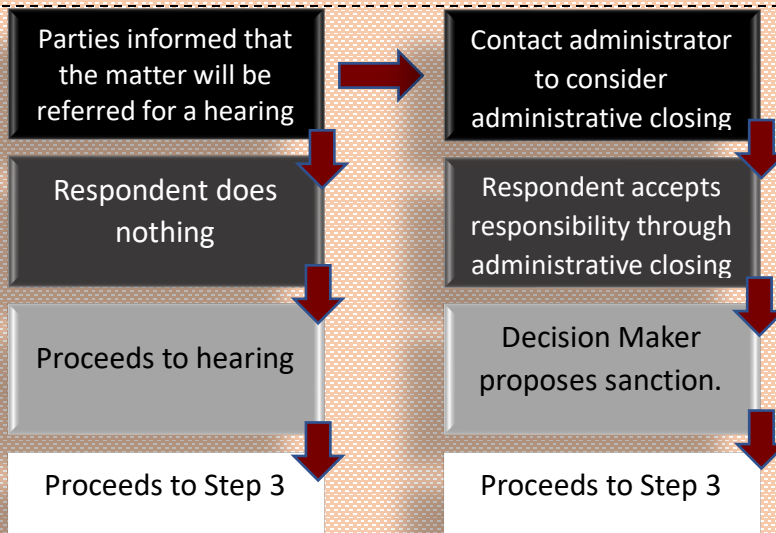 Parties informed that
the matter will be
referred for a hearing
Respondent does
nothing
Proceeds to hearing
Proceeds to Step 3
Contact administrator
to consider
administrative closing
Respondent accepts
responsibility through
administrative closing
Decision Maker
proposes sanction.
Proceeds to Step 3